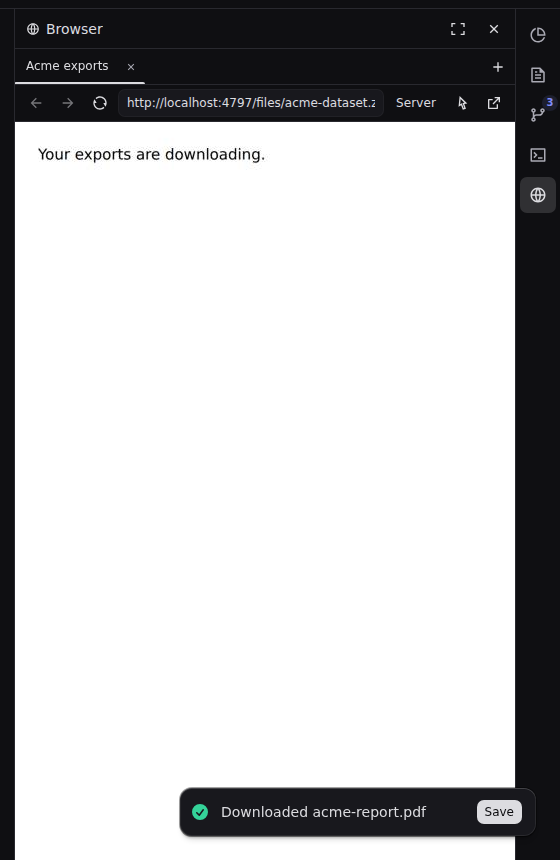 Browser
Acme exports
http://localhost:4797/files/acme-dataset.z
Server
3
Your exports are downloading.
Downloaded acme-report.pdf
Save